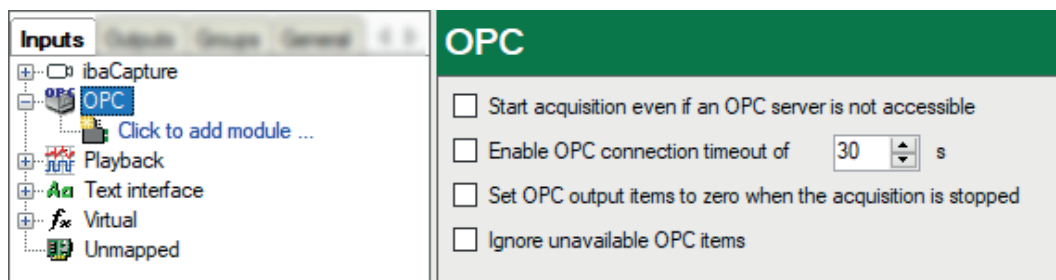 Inputs
ibaCapture
OPC
Click to add module ...
Playback
Text interface
Virtual
Unmapped
OPC
Start acquisition even if an OPC server is not accessible
Enable OPC connection timeout of 30 s
Set OPC output items to zero when the acquisition is stopped
Ignore unavailable OPC items